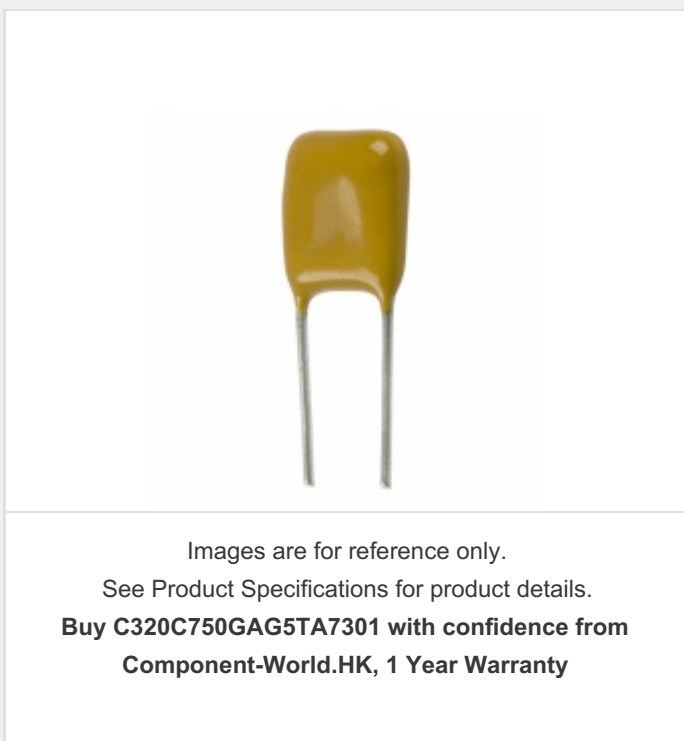 Images are for reference only.
See Product Specifications for product details.
Buy C320C750GAG5TA7301 with confidence from
Component-World.HK, 1 Year Warranty